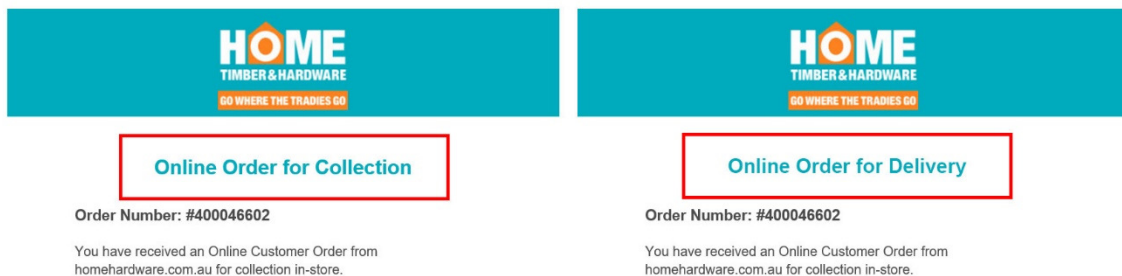 HOME
TIMBER & HARDWARE
GO WHERE THE TRADIES GO
Online Order for Collection
Order Number: #400046602
You have received an Online Customer Order from
homehardware.com.au for collection in-store.
HOME
TIMBER & HARDWARE
GO WHERE THE TRADIES GO
Online Order for Delivery
Order Number: #400046602
You have received an Online Customer Order from
homehardware.com.au for collection in-store.